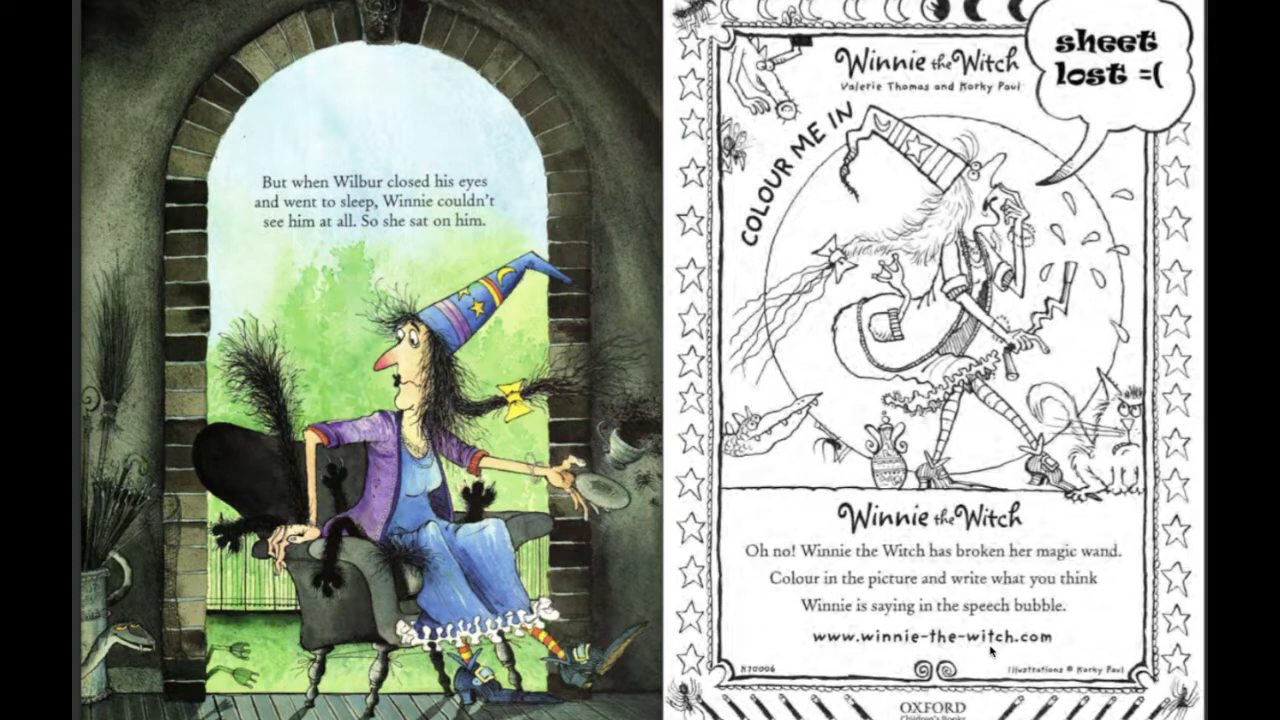 But when Wilbur closed his eyes
and went to sleep, Winnie couldn't
see him at all. So she sat on him.
sheet
lost =(
Winnie the Witch
Valerie Thomas and Korky Paul
COLOUR ME IN
Winnie the Witch
Oh no! Winnie the Witch has broken her magic wand.
Colour in the picture and write what you think
Winnie is saying in the speech bubble.
www.winnie-the-witch.com
K70006
Illustrations © Korky Paul
OXFORD
Children's Books